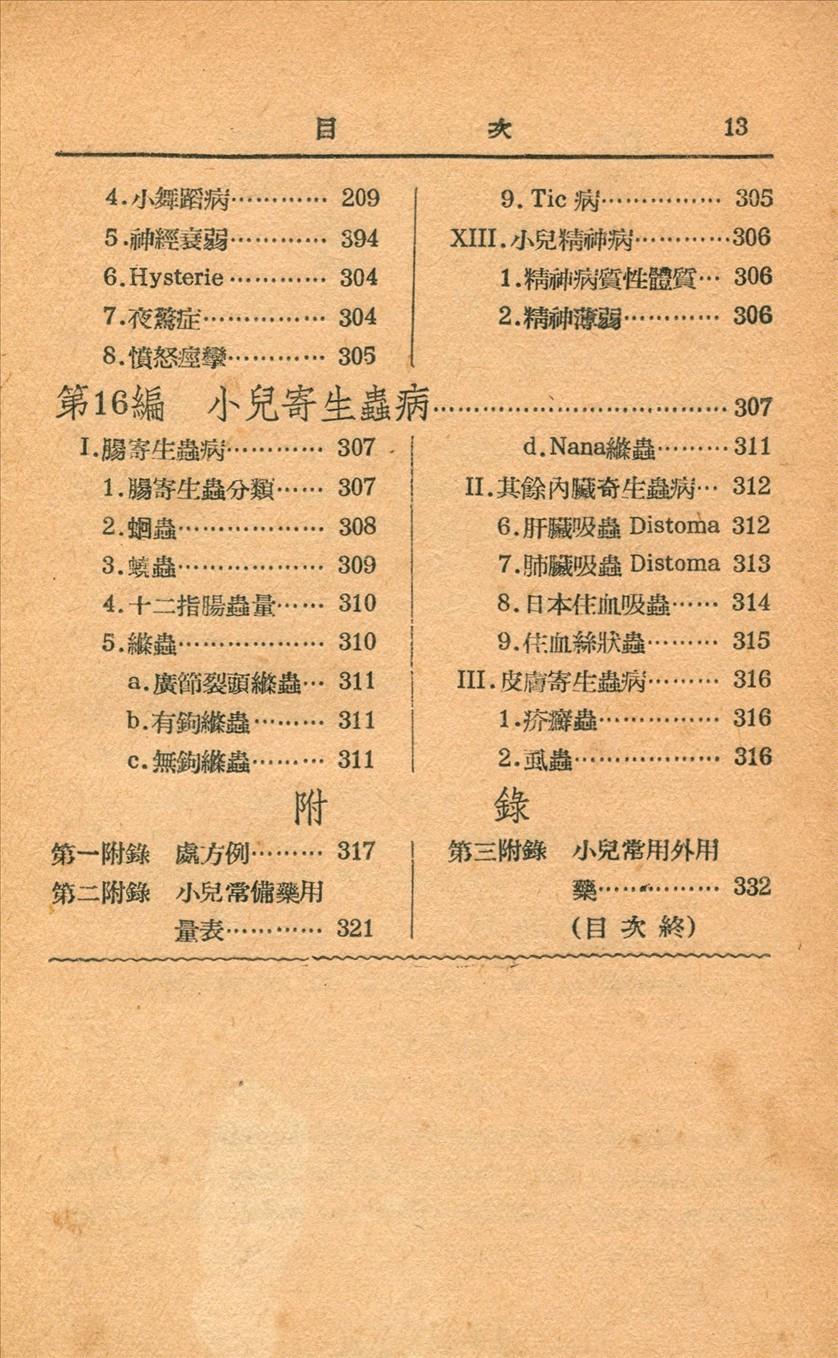 目次 13
4.小舞蹈病………… 209
5.神經衰弱………… 394
6.Hysterie………… 304
7.夜驚症…………… 304
8.憤怒痙攣………… 305
9. Tic 病…………… 305
XIII.小兒精神病…………306
1.精神病質性體質… 306
2.精神薄弱………… 306
第16編 小兒寄生蟲病…………………………… 307
I.腸寄生蟲病………… 307
1.腸寄生蟲分類…… 307
2.蛔蟲……………… 308
3.蟯蟲……………… 309
4.十二指腸蟲量…… 310
5.縧蟲……………… 310
a.廣節裂頭縧蟲… 311
b.有鉤縧蟲……… 311
c.無鉤縧蟲……… 311
d.Nana縧蟲………311
II.其餘內臟奇生蟲病… 312
6.肝臟吸蟲 Distoma 312
7.肺臟吸蟲 Distoma 313
8.日本住血吸蟲…… 314
9.住血絲狀蟲……… 315
III.皮膚寄生蟲病……… 316
1.疥癬蟲…………… 316
2.虱蟲……………… 316
附錄
第一附錄 處方例……… 317
第二附錄 小兒常備藥用
量表………… 321
第三附錄 小兒常用外用
藥…………… 332
(目次終)